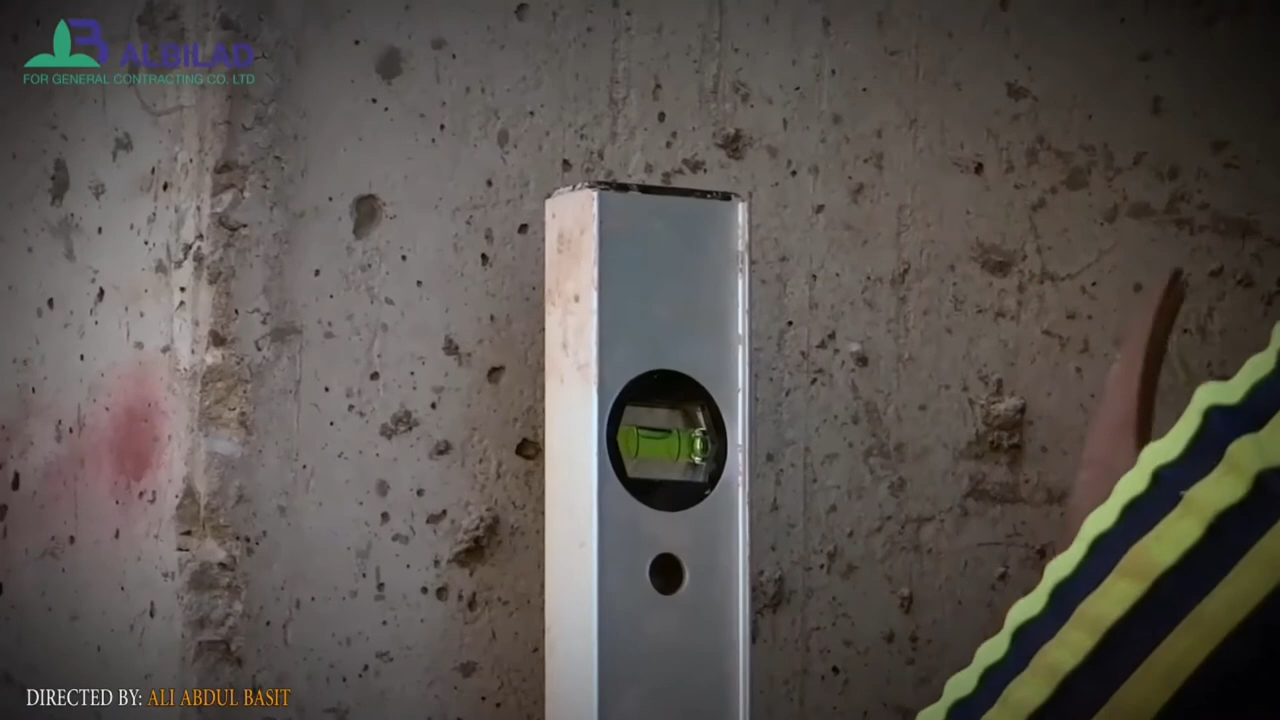 B ALBILAD
FOR GENERAL CONTRACTING CO. LTD
DIRECTED BY: ALI ABDUL BASIT